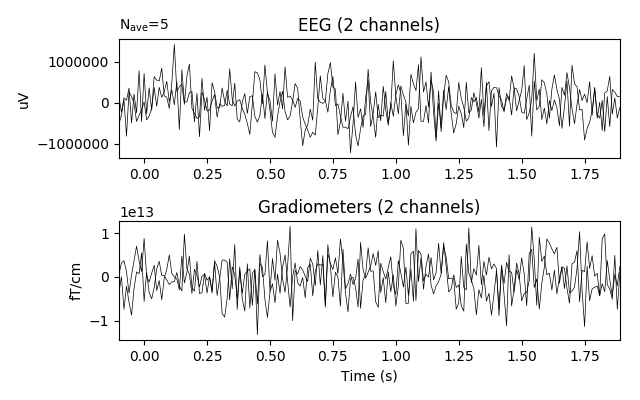 N_ave=5
EEG (2 channels)
1000000
0
−1000000
uV
0.00 0.25 0.50 0.75 1.00 1.25 1.50 1.75
1e13
Gradiometers (2 channels)
1
0
−1
fT/cm
0.00 0.25 0.50 0.75 1.00 1.25 1.50 1.75
Time (s)